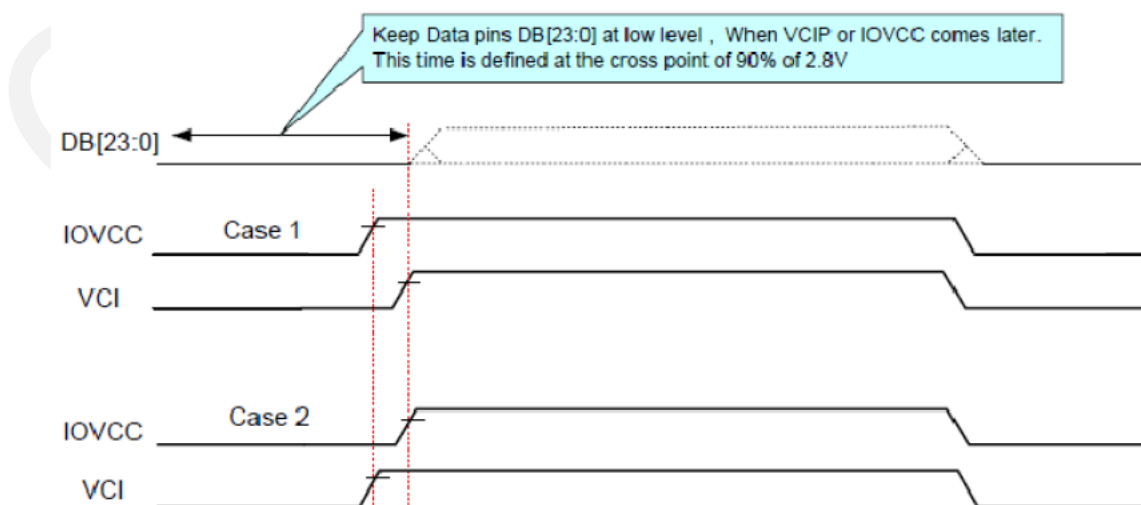 Keep Data pins DB[23:0] at low level , When VCIP or IOVCC comes later.
This time is defined at the cross point of 90% of 2.8V
DB[23:0]
IOVCC
Case 1
VCI
IOVCC
Case 2
VCI